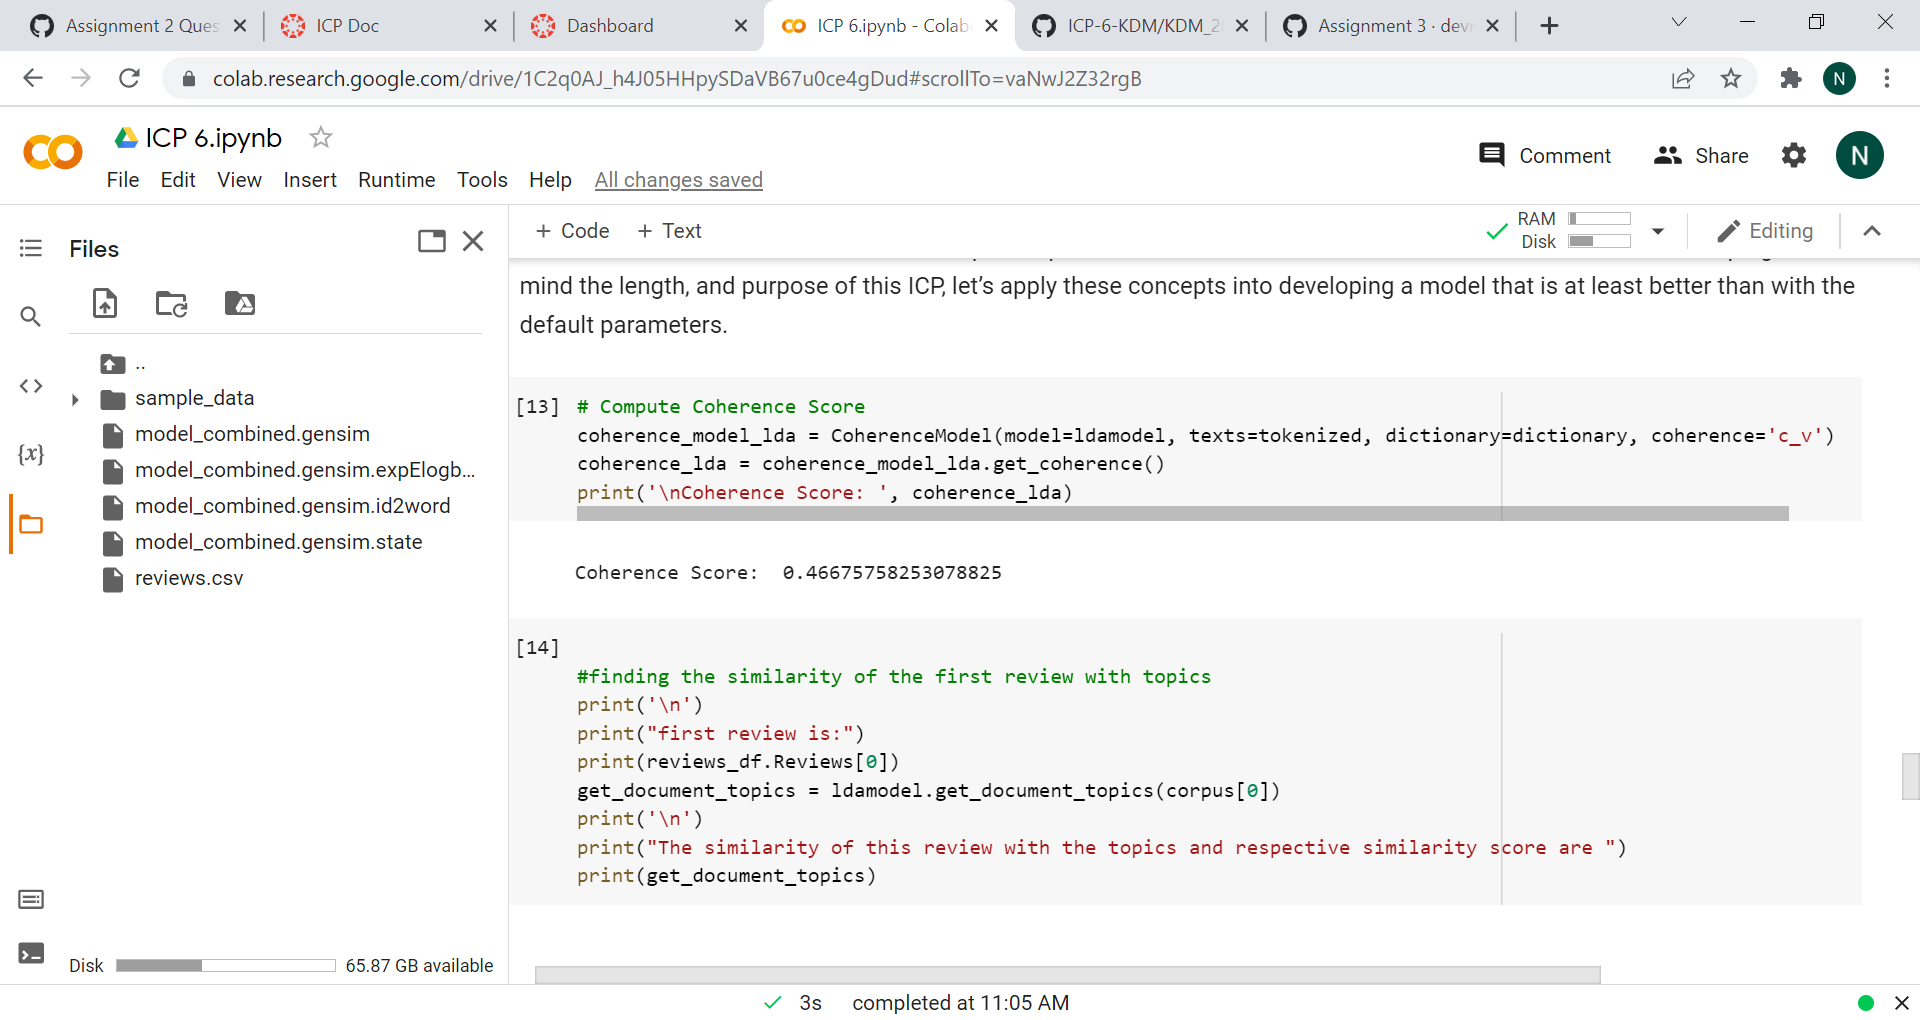 Assignment 2 Ques
ICP Doc
Dashboard
ICP 6.ipynb - Colab
ICP-6-KDM/KDM_2
Assignment 3 · dev
colab.research.google.com/drive/1C2q0AJ_h4J05HHpySDaVB67u0ce4gDud#scrollTo=vaNwJ2Z32rgB
N
ICP 6.ipynb
File Edit View Insert Runtime Tools Help All changes saved
Comment
Share
N
Files
+ Code + Text
RAM
Disk
Editing
..
sample_data
model_combined.gensim
model_combined.gensim.expElogb...
model_combined.gensim.id2word
model_combined.gensim.state
reviews.csv
Disk
65.87 GB available
mind the length, and purpose of this ICP, let’s apply these concepts into developing a model that is at least better than with the
default parameters.
[13] # Compute Coherence Score
coherence_model_lda = CoherenceModel(model=ldamodel, texts=tokenized, dictionary=dictionary, coherence='c_v')
coherence_lda = coherence_model_lda.get_coherence()
print('\nCoherence Score: ', coherence_lda)
Coherence Score:  0.46675758253078825
[14]
#finding the similarity of the first review with topics
print('\n')
print("first review is:")
print(reviews_df.Reviews[0])
get_document_topics = ldamodel.get_document_topics(corpus[0])
print('\n')
print("The similarity of this review with the topics and respective similarity score are ")
print(get_document_topics)
3s completed at 11:05 AM